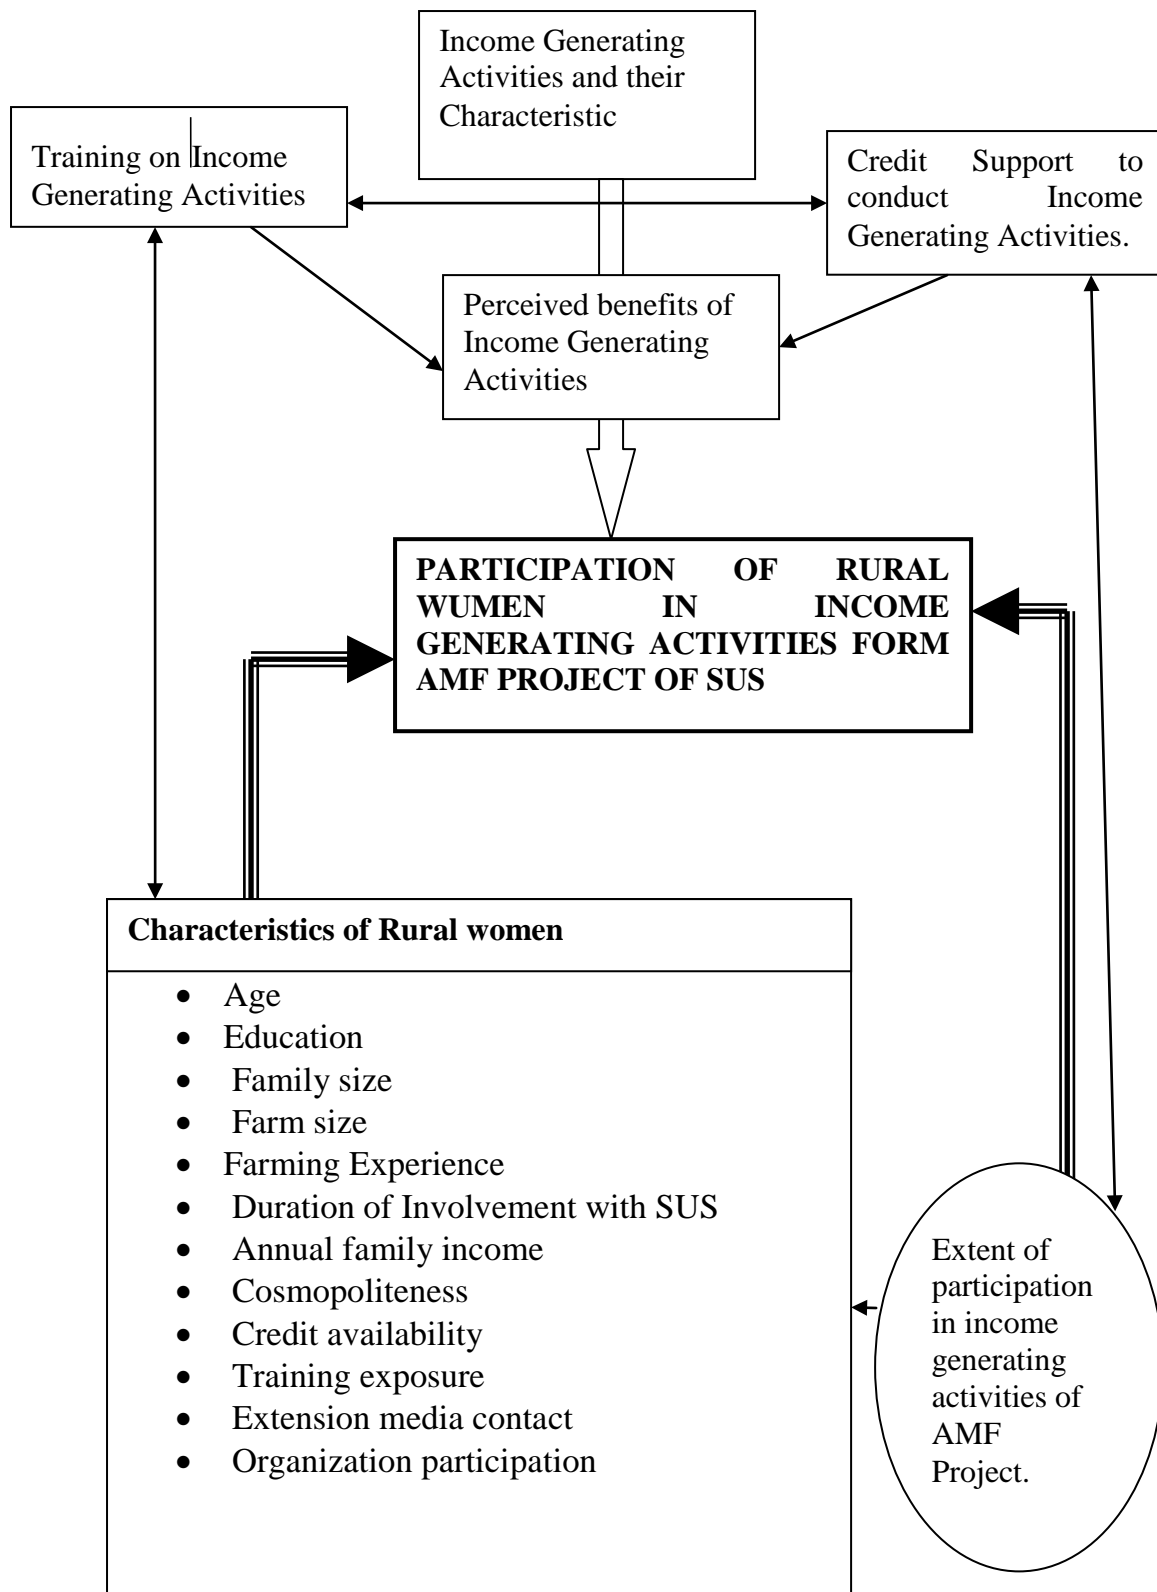 Income Generating
Activities and their
Characteristic
Training on Income
Generating Activities
Credit Support to
conduct Income
Generating Activities.
Perceived benefits of
Income Generating
Activities
PARTICIPATION OF RURAL
WUMEN IN INCOME
GENERATING ACTIVITIES FORM
AMF PROJECT OF SUS
Characteristics of Rural women
• Age
• Education
• Family size
• Farm size
• Farming Experience
• Duration of Involvement with SUS
• Annual family income
• Cosmopoliteness
• Credit availability
• Training exposure
• Extension media contact
• Organization participation
Extent of
participation
in income
generating
activities of
AMF
Project.